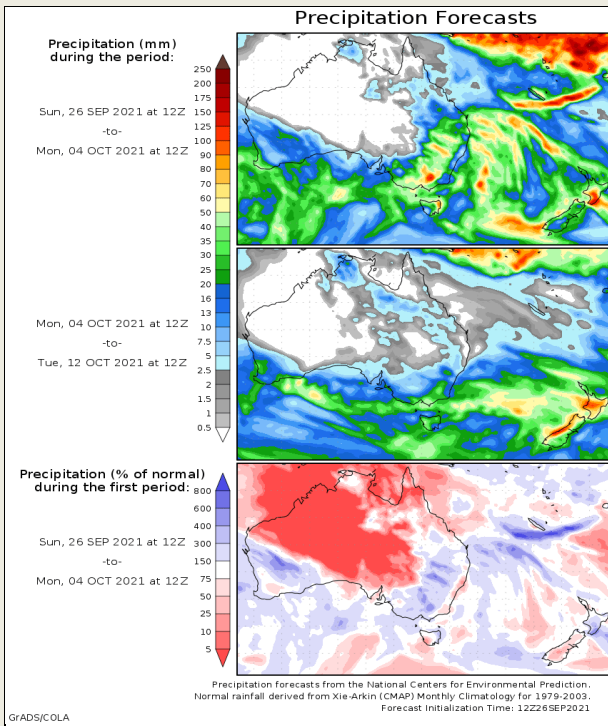 Precipitation Forecasts
Precipitation (mm)
during the period:
Sun, 26 SEP 2021 at 12Z
-to-
Mon, 04 OCT 2021 at 12Z
250
200
175
150
125
100
90
80
70
60
50
40
35
30
25
20
16
13
10
7.5
5
2.5
2
1.5
1
0.5
Mon, 04 OCT 2021 at 12Z
-to-
Tue, 12 OCT 2021 at 12Z
Precipitation (% of normal)
during the first period:
Sun, 26 SEP 2021 at 12Z
-to-
Mon, 04 OCT 2021 at 12Z
800
600
400
300
150
75
50
25
10
5
Precipitation forecasts from the National Centers for Environmental Prediction.
Normal rainfall derived from Xie-Arkin (CMAP) Monthly Climatology for 1979-2003.
Forecast Initialization Time: 12Z26SEP2021
GrADS/COLA